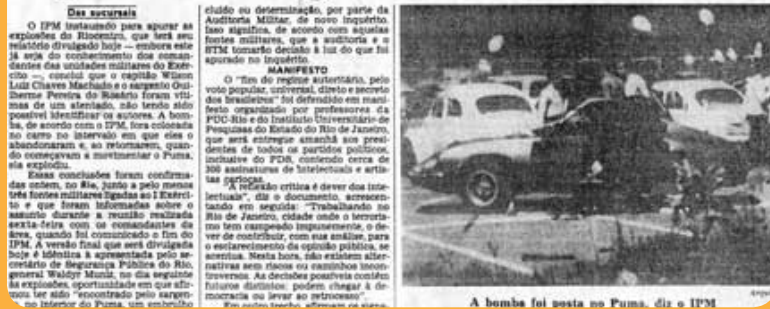 Das sucursais
O IPM instaurado para apurar as
explosões do Riocentro, que terá seu
relatório divulgado hoje — embora este
já seja do conhecimento dos coman-
dantes das unidades militares do Exér-
cito —, conclui que o capitão Wilson
Luiz Chaves Machado e o sargento Gui-
lherme Pereira do Rosário foram víti-
mas de um atentado, não tendo sido
possível identificar os autores. A bom-
ba, de acordo com o IPM, fora colocada
no carro no intervalo em que eles o
abandonaram e, ao retornarem, quan-
do começavam a movimentar o Puma,
ela explodiu.
Essas conclusões foram confirma-
das ontem, no Rio, junto a pelo menos
três fontes militares ligadas ao I Exérci-
to e que foram informadas sobre o
assunto durante a reunião realizada
sexta-feira com os comandantes da
área, quando foi comunicado o fim do
IPM. A versão final que será divulgada
hoje é idêntica à apresentada pelo se-
cretário de Segurança Pública do Rio,
general Waldyr Muniz, no dia seguinte
às explosões, oportunidade em que afir-
mou ter sido "encontrado pelo sargen-
no interior do Puma, um embrulho
cluído ou determinação, por parte da
Auditoria Militar, de novo inquérito.
Isso significa, de acordo com aquelas
fontes militares, que a auditoria e o
STM tomarão decisão à luz do que foi
apurado no inquérito.
MANIFESTO
O "fim do regime autoritário, pelo
voto popular, universal, direto e secreto
dos brasileiros" foi defendido em mani-
festo organizado por professores da
PUC-Rio e do Instituto Universitário de
Pesquisas do Estado do Rio de Janeiro,
que será entregue amanhã aos presi-
dentes de todos os partidos políticos,
inclusive do PDS, contendo cerca de
300 assinaturas de intelectuais e artis-
tas cariocas.
"A reflexão crítica é dever dos inte-
lectuais", diz o documento, acrescen-
tando em seguida: "Trabalhando no
Rio de Janeiro, cidade onde o terroris-
mo tem campeado impunemente, o de-
ver de contribuir, com sua análise, para
o esclarecimento da opinião pública, se
acentua. Nesta hora, não existem alter-
nativas sem riscos ou caminhos incon-
troversos. As decisões possíveis contêm
futuros distintos: podem chegar à de-
mocracia ou levar ao retrocesso".
Em outro trecho, afirmam os signa-
A bomba foi posta no Puma, diz o IPM